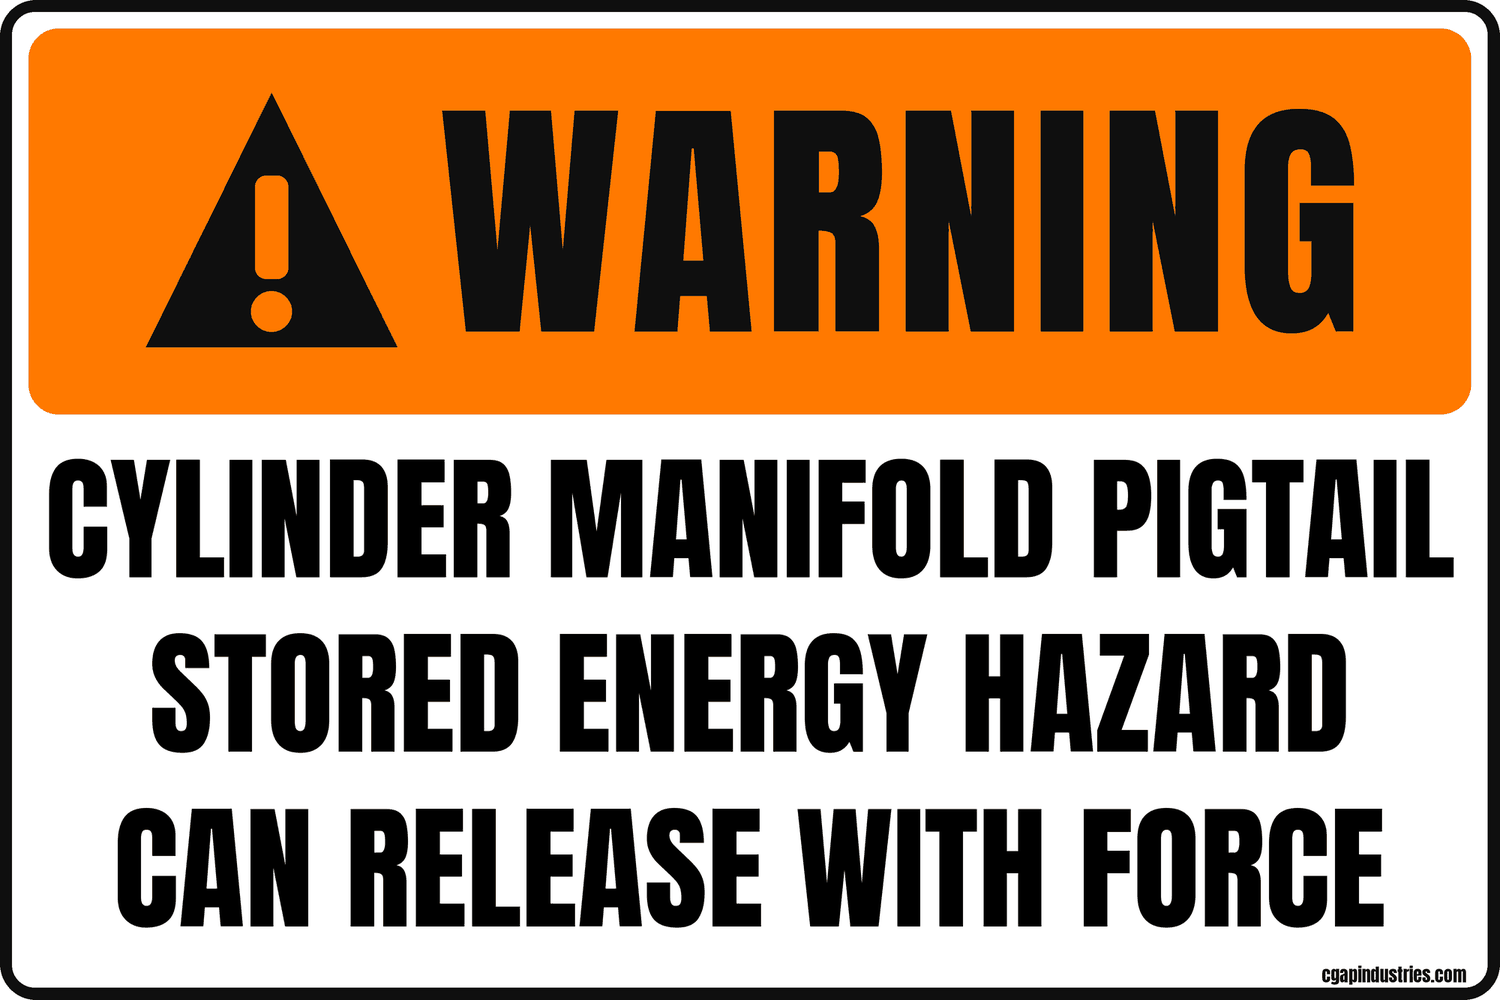 WARNING
CYLINDER MANIFOLD PIGTAIL
STORED ENERGY HAZARD
CAN RELEASE WITH FORCE
cgapindustries.com